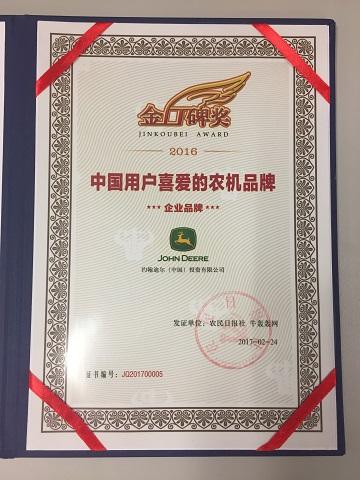 金口碑奖
JINKOUBEI AWARD
2016
中国用户喜爱的农机品牌
★★★ 企业品牌 ★★★
JOHN DEERE
约翰迪尔（中国）投资有限公司
发证单位：农民日报社 牛轰轰网
2017-02-24
证书编号：JQ201700005